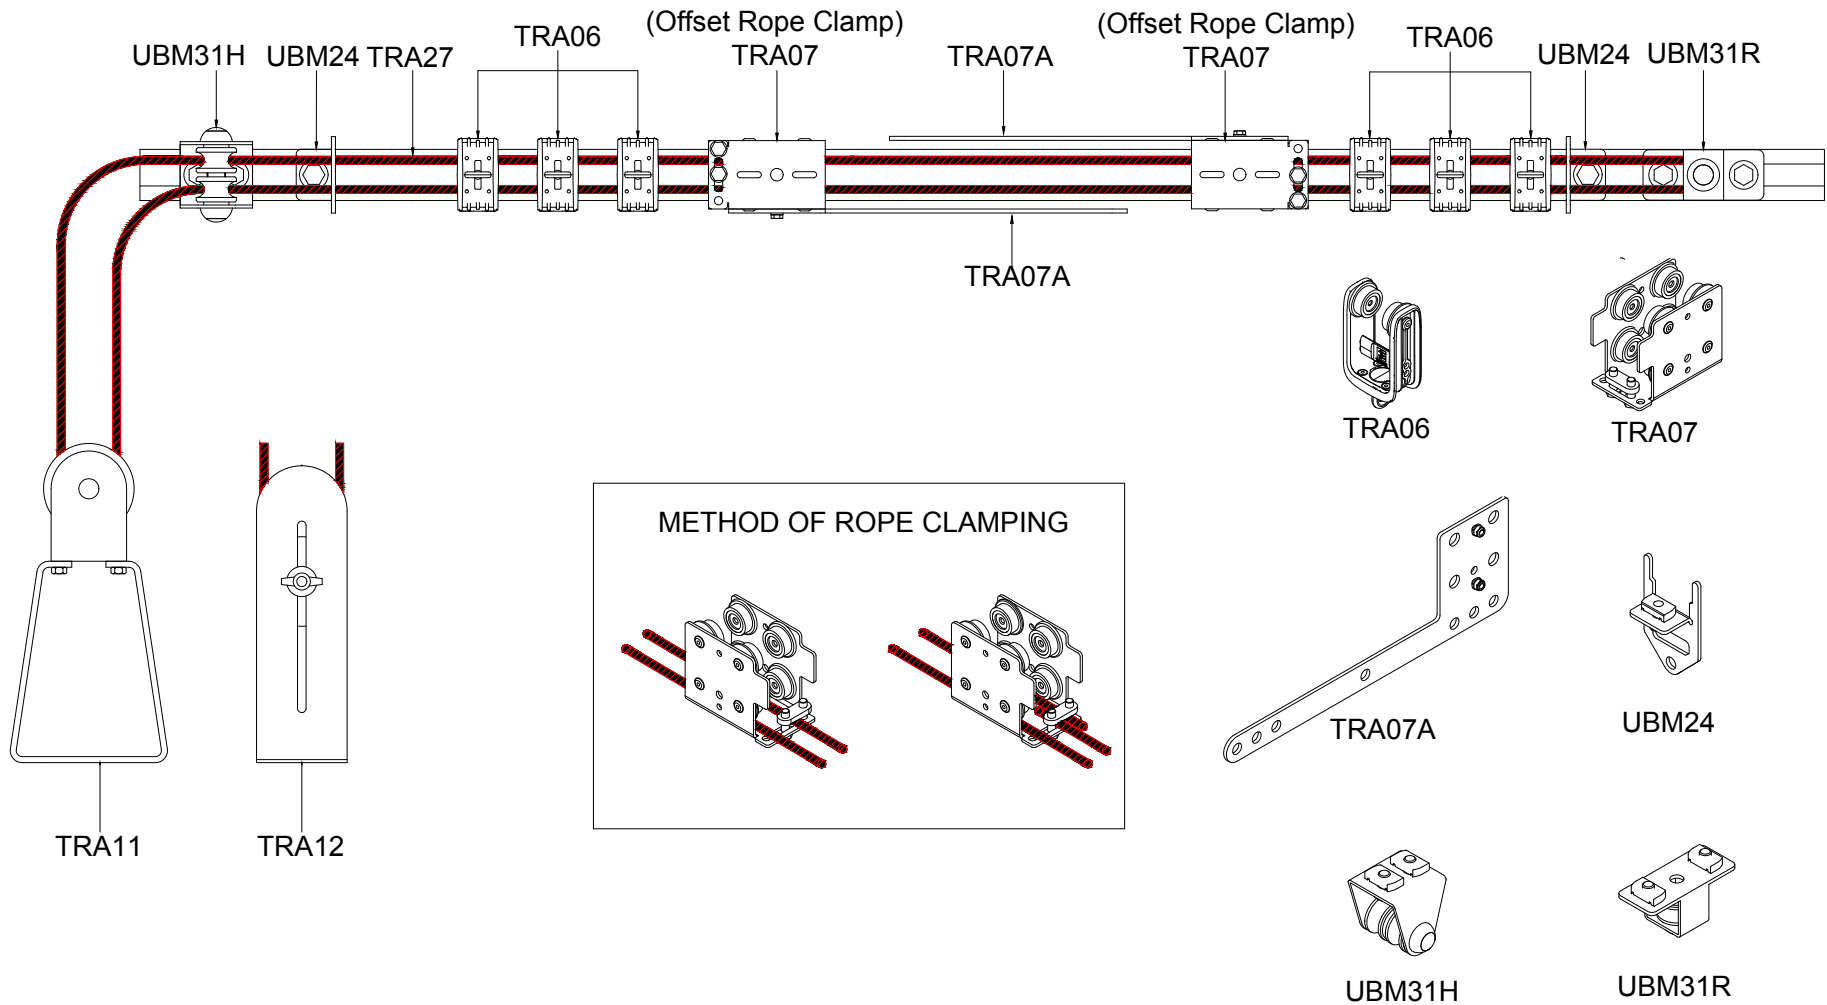 (Offset Rope Clamp)
(Offset Rope Clamp)
UBM31H
UBM24
TRA27
TRA06
TRA07
TRA07A
TRA07
TRA06
UBM24
UBM31R
TRA07A
TRA06
TRA07
METHOD OF ROPE CLAMPING
TRA07A
UBM24
TRA11
TRA12
UBM31H
UBM31R